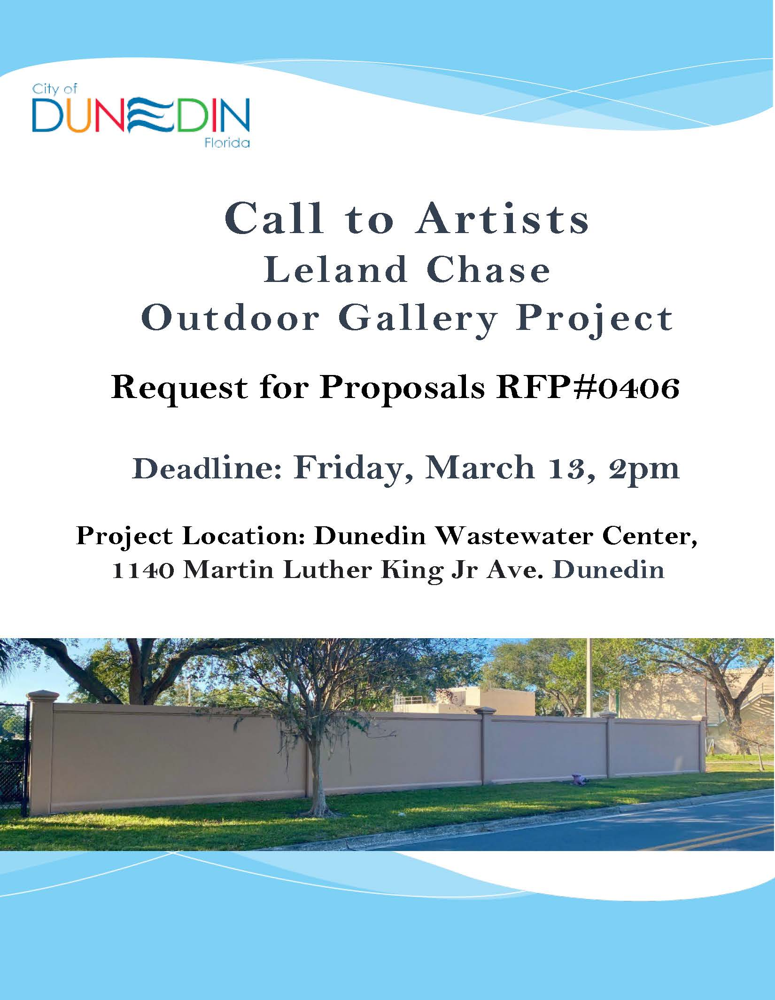 City of
DUNEDIN
Florida
Call to Artists
Leland Chase
Outdoor Gallery Project
Request for Proposals RFP#0406
Deadline: Friday, March 13, 2pm
Project Location: Dunedin Wastewater Center,
1140 Martin Luther King Jr Ave. Dunedin